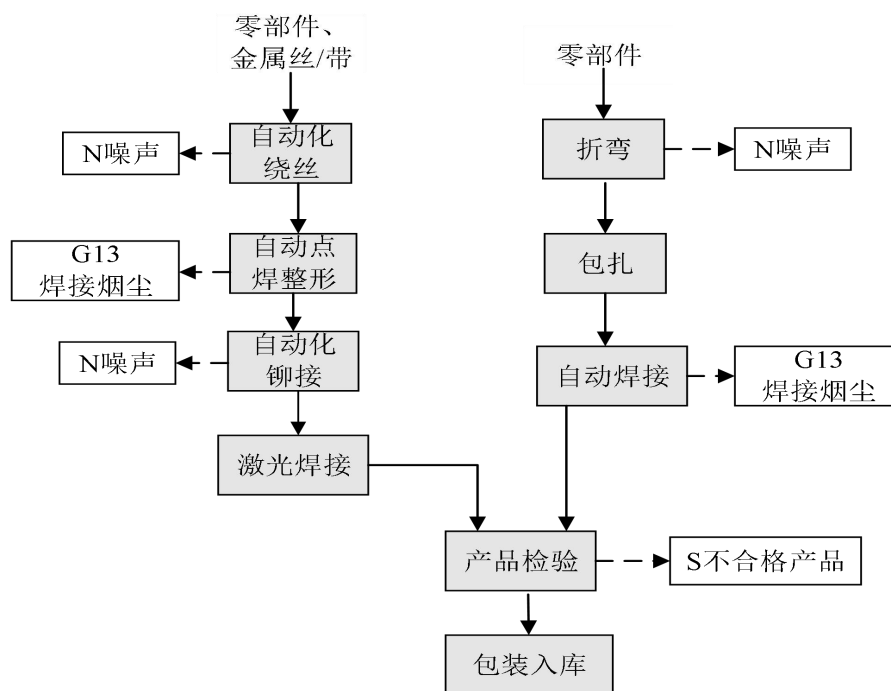 零部件、
金属丝/带
零部件
N噪声
自动化
绕丝
折弯
N噪声
G13
焊接烟尘
自动点
焊整形
包扎
N噪声
自动化
铆接
自动焊接
G13
焊接烟尘
激光焊接
产品检验
S不合格产品
包装入库